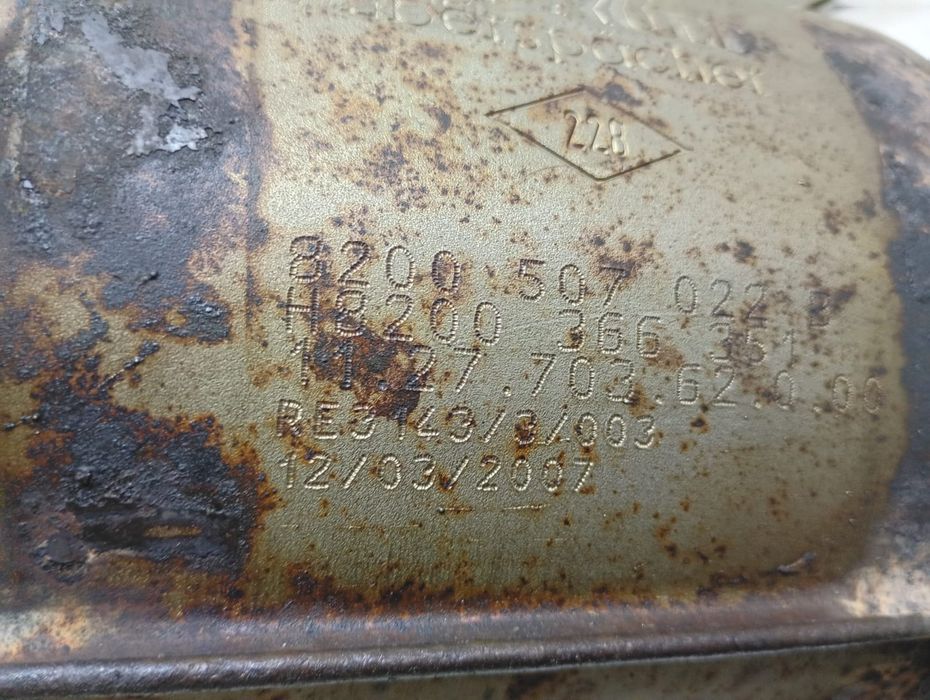 Eberspächer
228
8200 507 022 B
H8200 366 351
11.27.703.62.0.00
RE3143/3/003
12/03/2007